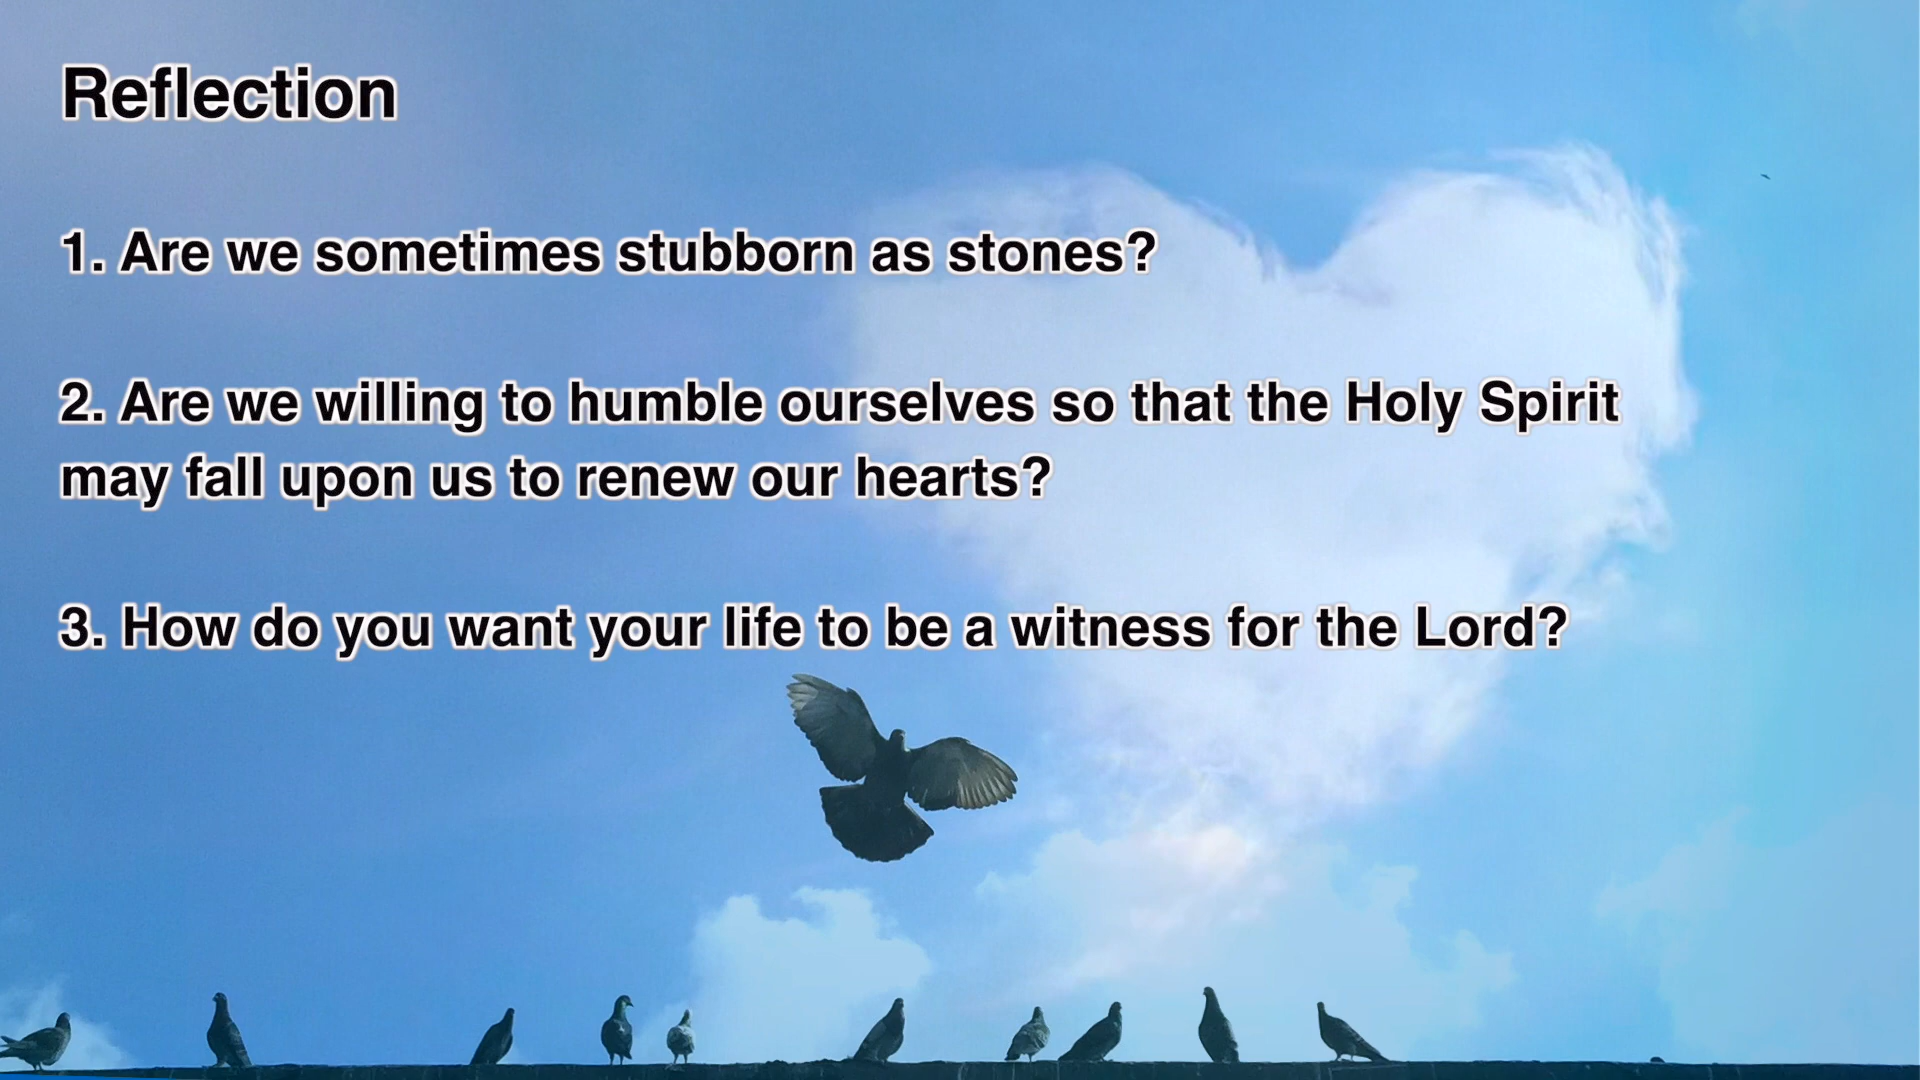 Reflection
1. Are we sometimes stubborn as stones?
2. Are we willing to humble ourselves so that the Holy Spirit
may fall upon us to renew our hearts?
3. How do you want your life to be a witness for the Lord?